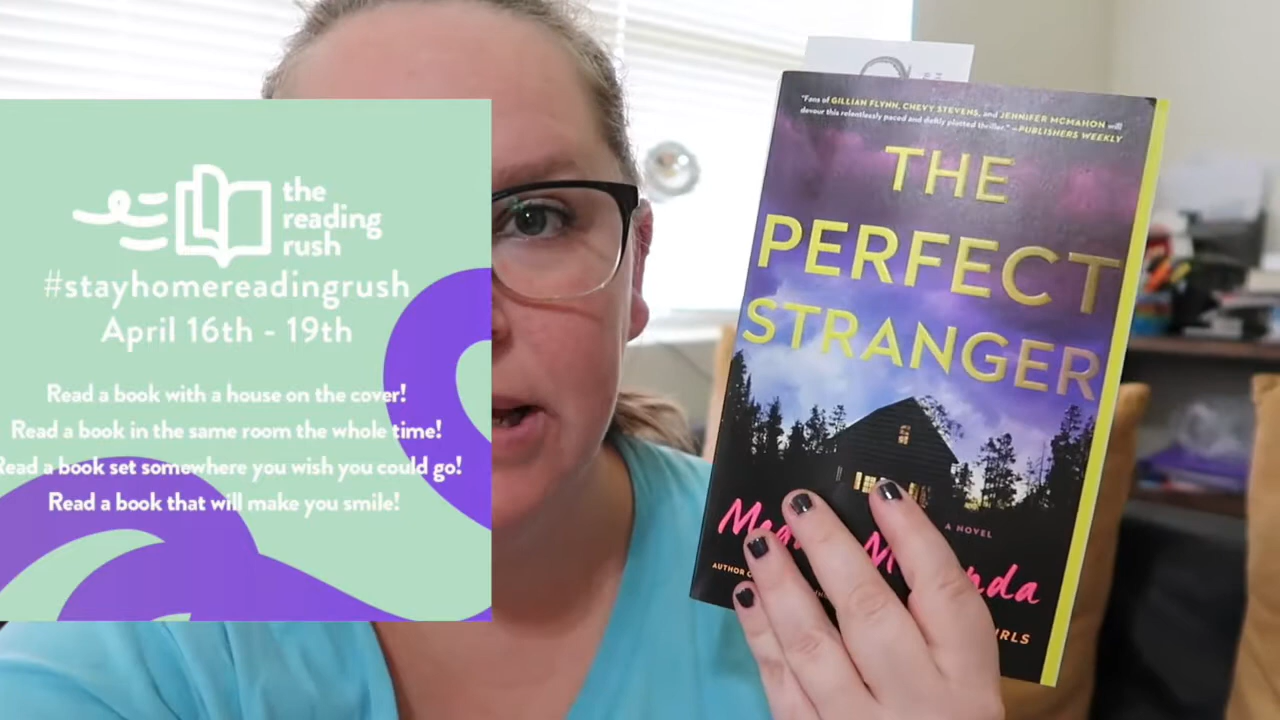 the
reading
rush
#stayhomereadingrush
April 16th - 19th
Read a book with a house on the cover!
Read a book in the same room the whole time!
Read a book set somewhere you wish you could go!
Read a book that will make you smile!
"Fans of GILLIAN FLYNN, CHEVY STEVENS, and JENNIFER MCMAHON will
devour this relentlessly paced and deftly plotted thriller." —PUBLISHERS WEEKLY
THE
PERFECT
STRANGER
A NOVEL
AUTHOR